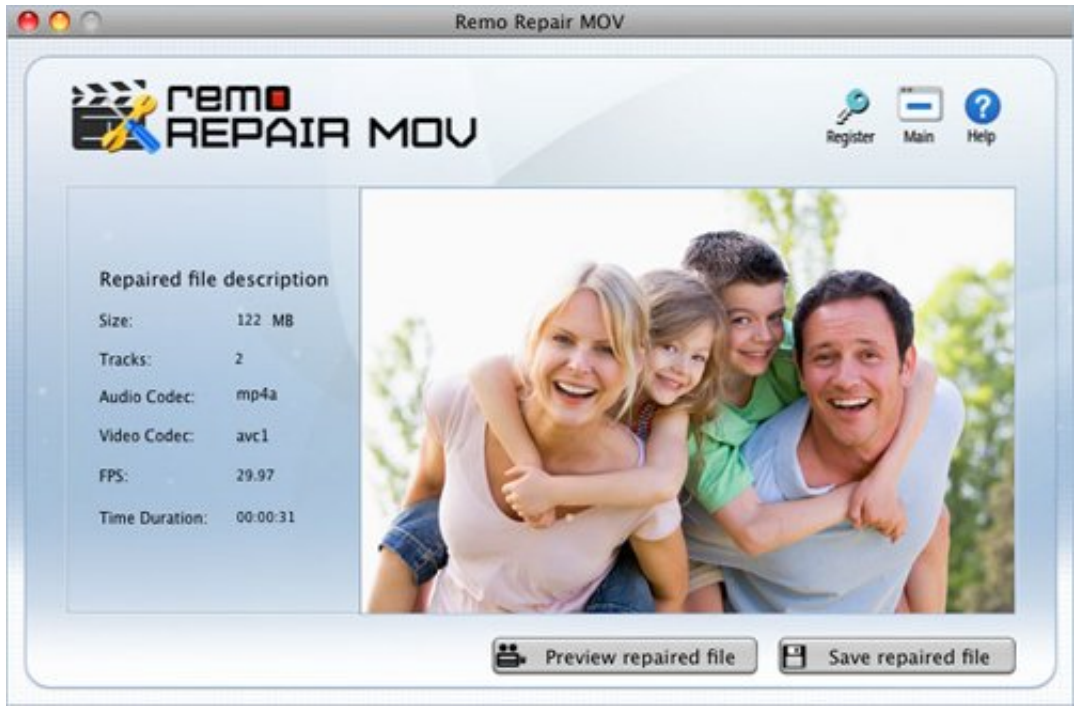 Remo Repair MOV
remo
REPAIR MOV
Register
Main
Help
Repaired file description
Size: 122 MB
Tracks: 2
Audio Codec: mp4a
Video Codec: avc1
FPS: 29.97
Time Duration: 00:00:31
Preview repaired file
Save repaired file